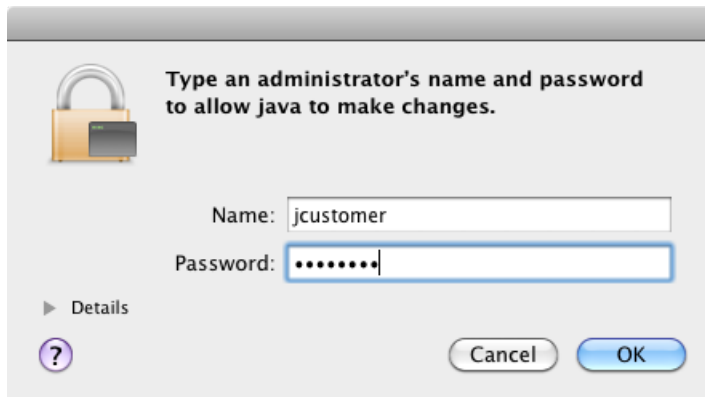 Type an administrator's name and password
to allow java to make changes.
Name: jcustomer
Password: ••••••••
Details
?
Cancel OK